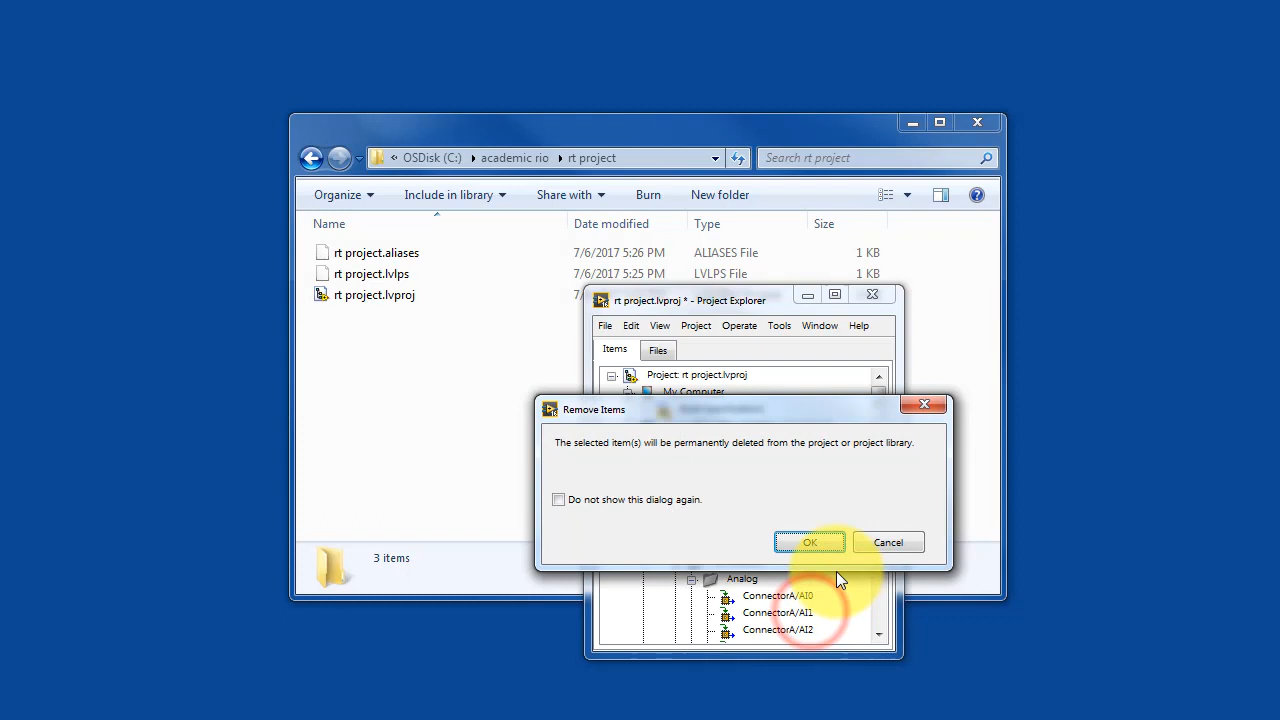 « OSDisk (C:) academic rio rt project
Search rt project
Organize Include in library Share with Burn New folder
Name Date modified Type Size
rt project.aliases 7/6/2017 5:26 PM ALIASES File 1 KB
rt project.lvlps 7/6/2017 5:25 PM LVLPS File 1 KB
rt project.lvproj
rt project.lvproj * - Project Explorer
File Edit View Project Operate Tools Window Help
Items Files
Project: rt project.lvproj
My Computer
Remove Items
The selected item(s) will be permanently deleted from the project or project library.
Do not show this dialog again.
OK Cancel
3 items
Analog
ConnectorA/AI0
ConnectorA/AI1
ConnectorA/AI2